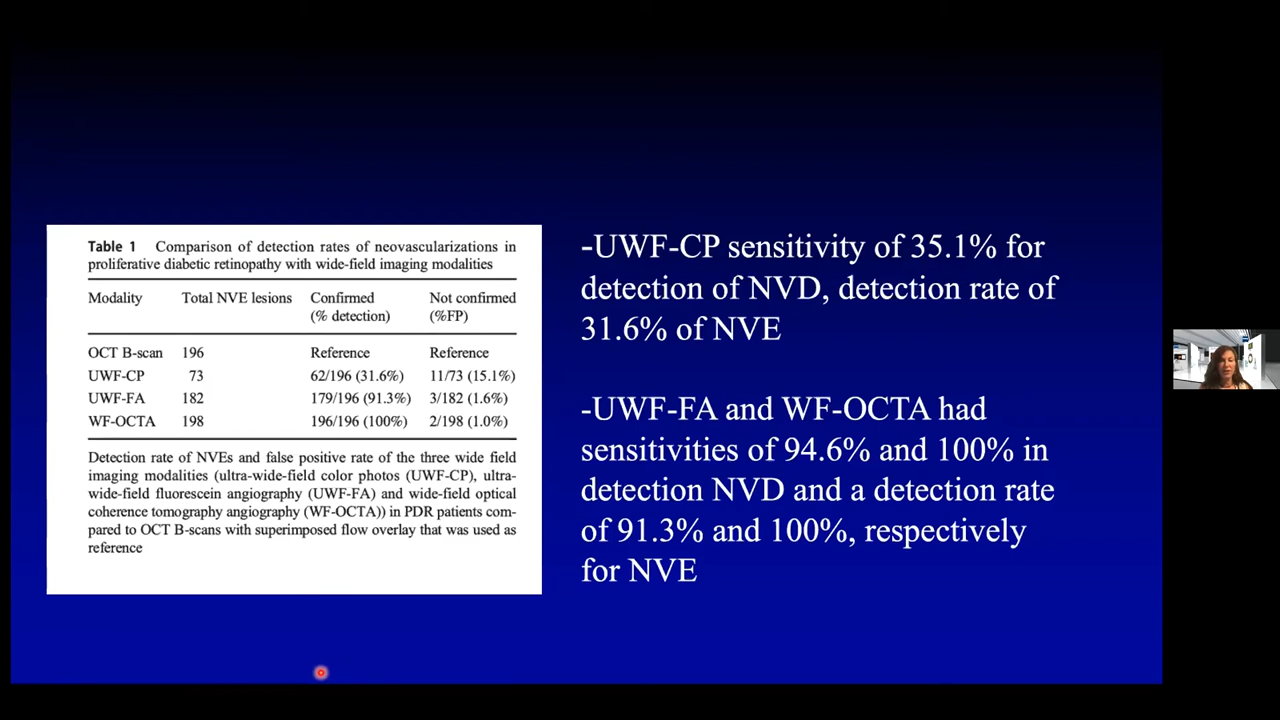 Table 1 Comparison of detection rates of neovascularizations in
proliferative diabetic retinopathy with wide-field imaging modalities
Modality Total NVE lesions Confirmed (% detection) Not confirmed (%FP)
OCT B-scan 196 Reference Reference
UWF-CP 73 62/196 (31.6%) 11/73 (15.1%)
UWF-FA 182 179/196 (91.3%) 3/182 (1.6%)
WF-OCTA 198 196/196 (100%) 2/198 (1.0%)
Detection rate of NVEs and false positive rate of the three wide field
imaging modalities (ultra-wide-field color photos (UWF-CP), ultra-
wide-field fluorescein angiography (UWF-FA) and wide-field optical
coherence tomography angiography (WF-OCTA)) in PDR patients com-
pared to OCT B-scans with superimposed flow overlay that was used as
reference
-UWF-CP sensitivity of 35.1% for
detection of NVD, detection rate of
31.6% of NVE
-UWF-FA and WF-OCTA had
sensitivities of 94.6% and 100% in
detection NVD and a detection rate
of 91.3% and 100%, respectively
for NVE